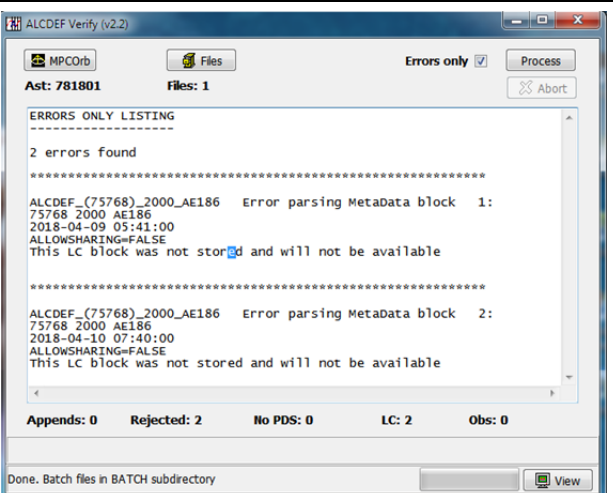 ALCDEF Verify (v2.2)
MPCOrb Files Errors only Process
Ast: 781801 Files: 1 Abort
ERRORS ONLY LISTING
--------------------
2 errors found
***************************************************************
ALCDEF_(75768)_2000_AE186 Error parsing MetaData block 1:
75768 2000 AE186
2018-04-09 05:41:00
ALLOWSHARING=FALSE
This LC block was not stored and will not be available
***************************************************************
ALCDEF_(75768)_2000_AE186 Error parsing MetaData block 2:
75768 2000 AE186
2018-04-10 07:40:00
ALLOWSHARING=FALSE
This LC block was not stored and will not be available
Appends: 0 Rejected: 2 No PDS: 0 LC: 2 Obs: 0
Done. Batch files in BATCH subdirectory View